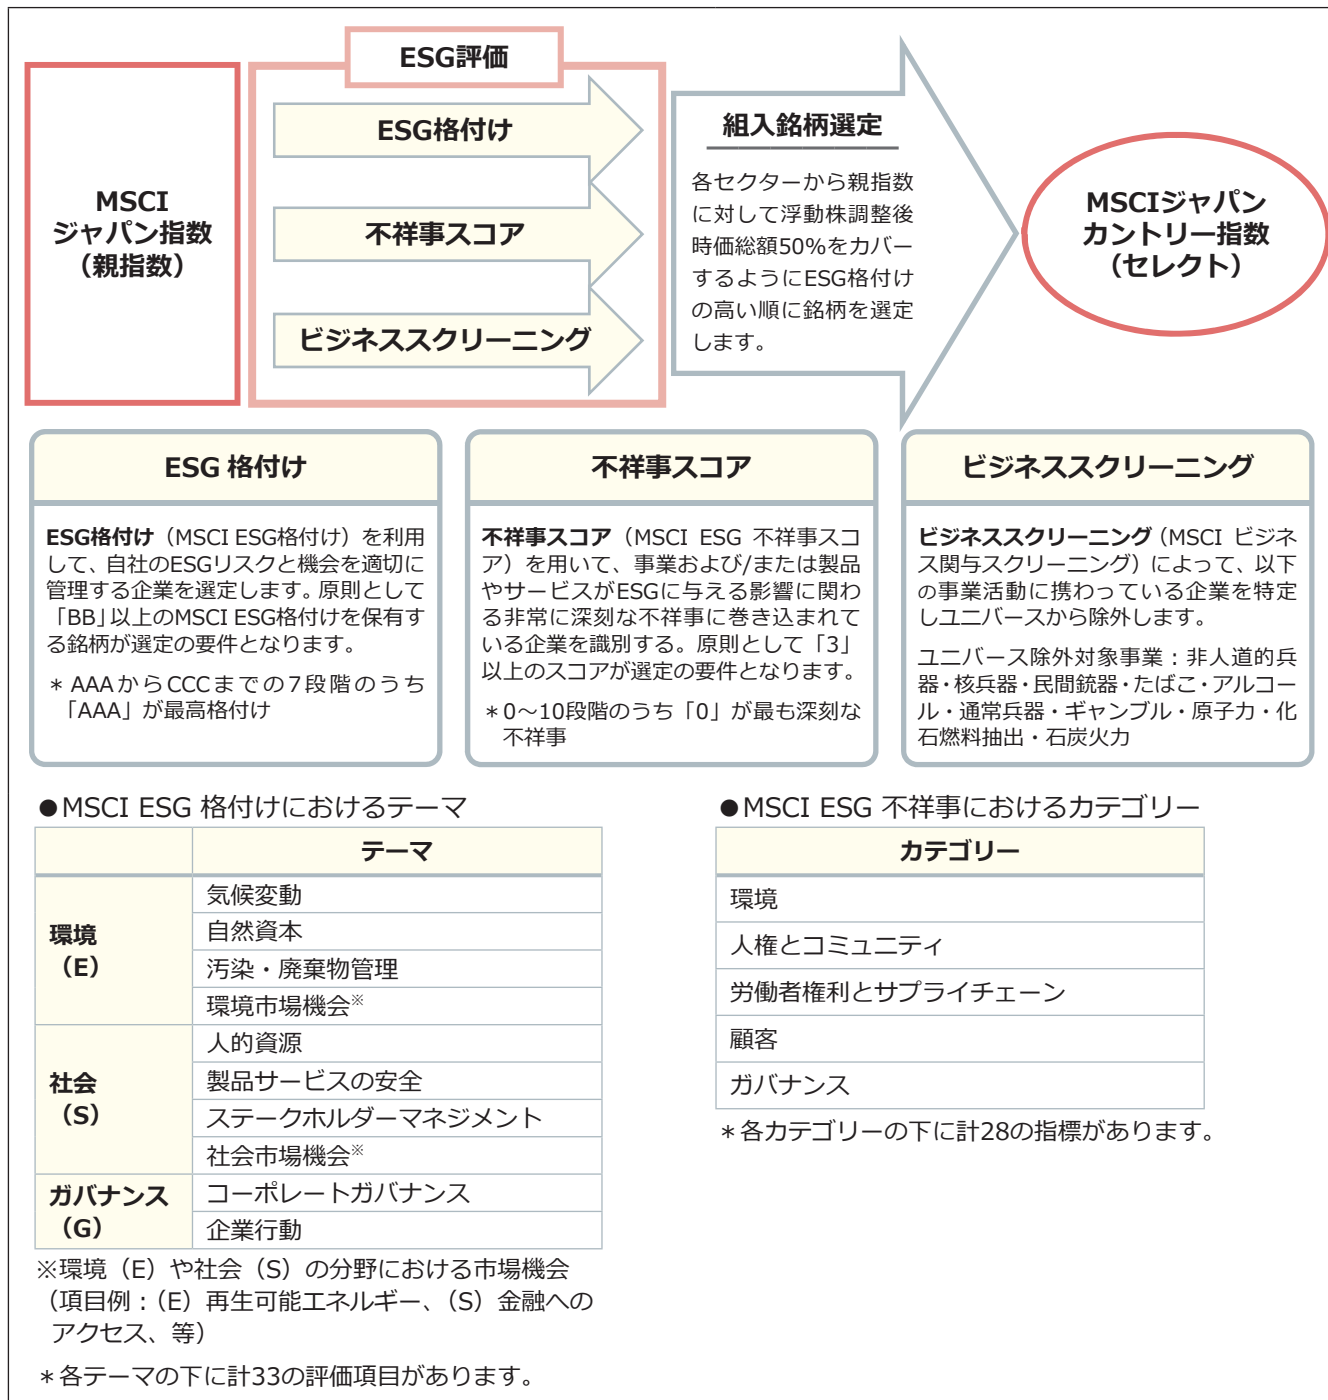 MSCI
ジャパン指数
（親指数）
ESG評価
ESG格付け
不祥事スコア
ビジネススクリーニング
組入銘柄選定
各セクターから親指数
に対して浮動株調整後
時価総額50%をカバー
するようにESG格付け
の高い順に銘柄を選定
します。
MSCIジャパン
カントリー指数
（セレクト）
ESG 格付け
ESG格付け（MSCI ESG格付け）を利用
して、自社のESGリスクと機会を適切に
管理する企業を選定します。原則として
「BB」以上のMSCI ESG格付けを保有す
る銘柄が選定の要件となります。
＊AAAからCCCまでの7段階のうち
「AAA」が最高格付け
不祥事スコア
不祥事スコア（MSCI ESG 不祥事スコ
ア）を用いて、事業および/または製品
やサービスがESGに与える影響に関わ
る非常に深刻な不祥事に巻き込まれて
いる企業を識別する。原則として「3」
以上のスコアが選定の要件となります。
＊0～10段階のうち「0」が最も深刻な
不祥事
ビジネススクリーニング
ビジネススクリーニング（MSCI ビジネ
ス関与スクリーニング）によって、以下
の事業活動に携わっている企業を特定
しユニバースから除外します。
ユニバース除外対象事業：非人道的兵
器・核兵器・民間銃器・たばこ・アルコー
ル・通常兵器・ギャンブル・原子力・化
石燃料抽出・石炭火力
●MSCI ESG 格付けにおけるテーマ
テーマ
環境
（E）
気候変動
自然資本
汚染・廃棄物管理
環境市場機会※
社会
（S）
人的資源
製品サービスの安全
ステークホルダーマネジメント
社会市場機会※
ガバナンス
（G）
コーポレートガバナンス
企業行動
※環境（E）や社会（S）の分野における市場機会
（項目例：（E）再生可能エネルギー、（S）金融への
アクセス、等）
＊各テーマの下に計33の評価項目があります。
●MSCI ESG 不祥事におけるカテゴリー
カテゴリー
環境
人権とコミュニティ
労働者権利とサプライチェーン
顧客
ガバナンス
＊各カテゴリーの下に計28の指標があります。